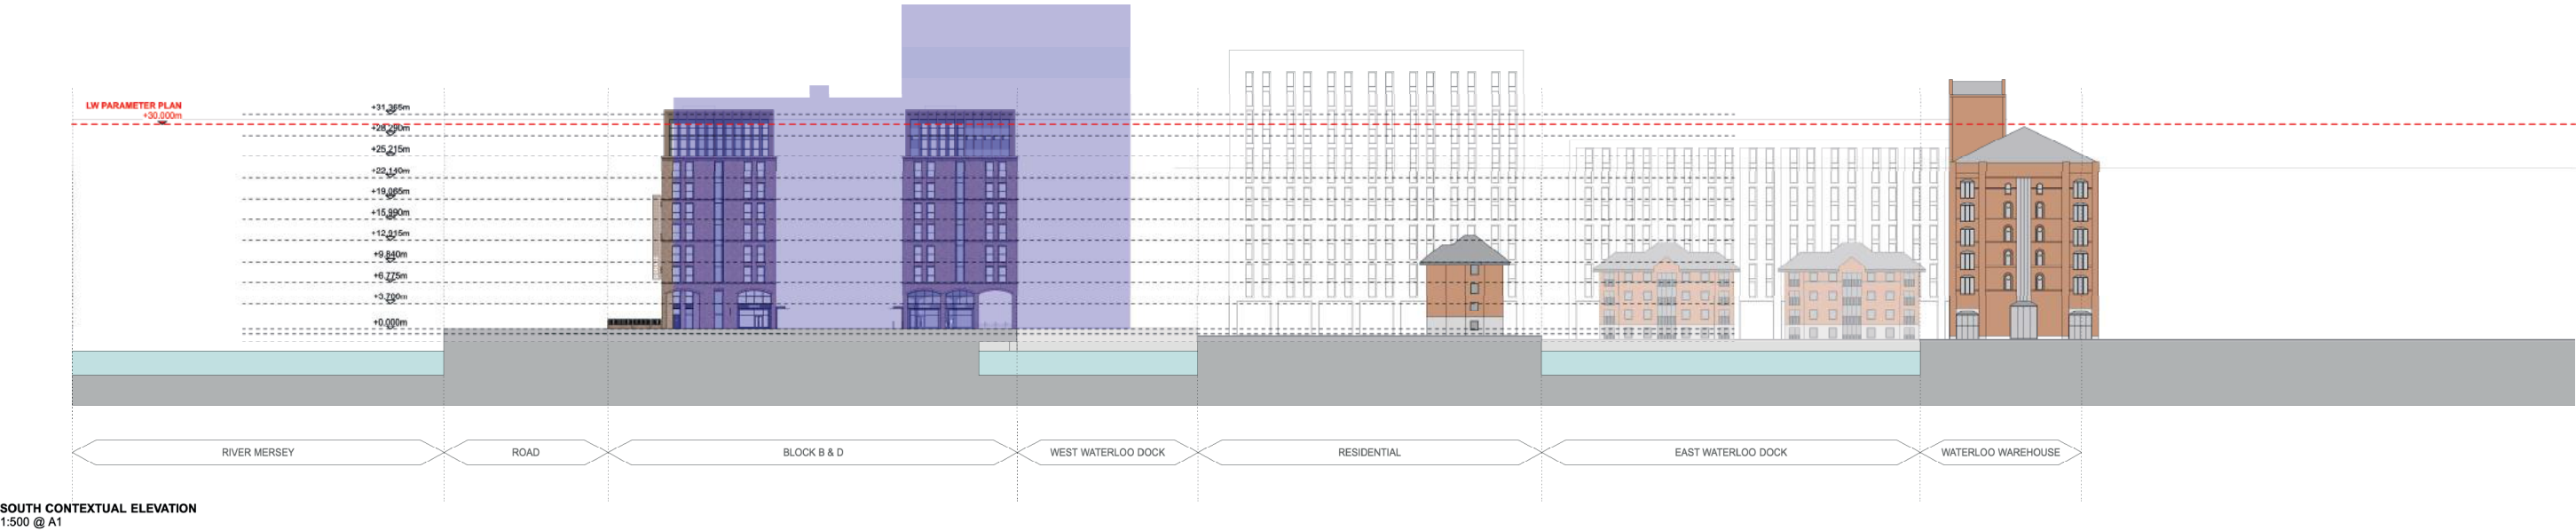 LW PARAMETER PLAN
+30.000m
+31,365m
+28,290m
+25,215m
+22,140m
+19,065m
+15,990m
+12,915m
+9,840m
+6,775m
+3,700m
+0,000m
RIVER MERSEY
ROAD
BLOCK B & D
WEST WATERLOO DOCK
RESIDENTIAL
EAST WATERLOO DOCK
WATERLOO WAREHOUSE
SOUTH CONTEXTUAL ELEVATION
1:500 @ A1